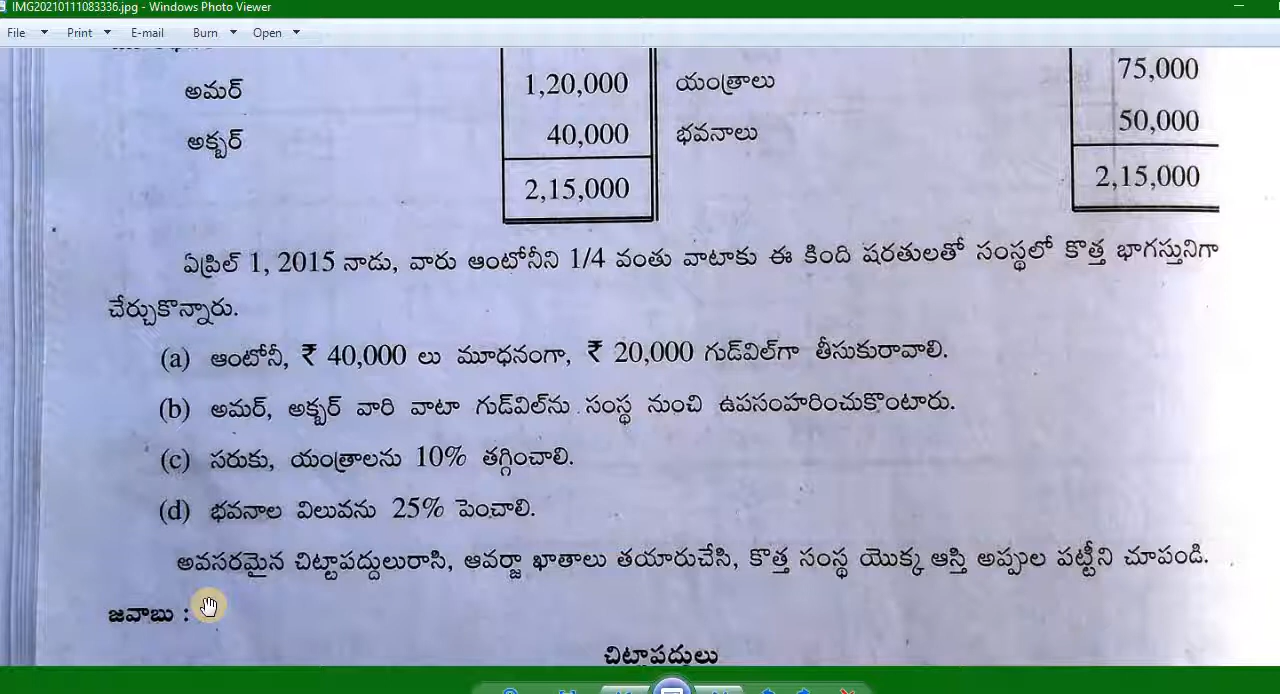 IMG20210111083336.jpg - Windows Photo Viewer
File Print E-mail Burn Open
అమర్ 1,20,000 యంత్రాలు 75,000
అక్బర్ 40,000 భవనాలు 50,000
2,15,000 2,15,000
ఏప్రిల్ 1, 2015 నాడు, వారు ఆంటోనీని 1/4 వంతు వాటాకు ఈ కింది షరతులతో సంస్థలో కొత్త భాగస్తునిగా
చేర్చుకొన్నారు.
(a) ఆంటోనీ, ₹ 40,000 లు మూధనంగా, ₹ 20,000 గుడ్‌విల్‌గా తీసుకురావాలి.
(b) అమర్, అక్బర్ వారి వాటా గుడ్‌విల్‌ను సంస్థ నుంచి ఉపసంహరించుకొంటారు.
(c) సరుకు, యంత్రాలను 10% తగ్గించాలి.
(d) భవనాల విలువను 25% పెంచాలి.
అవసరమైన చిట్టాపద్దులురాసి, ఆవర్జా ఖాతాలు తయారుచేసి, కొత్త సంస్థ యొక్క ఆస్తి అప్పుల పట్టీని చూపండి.
జవాబు :
చిట్టాపద్దులు